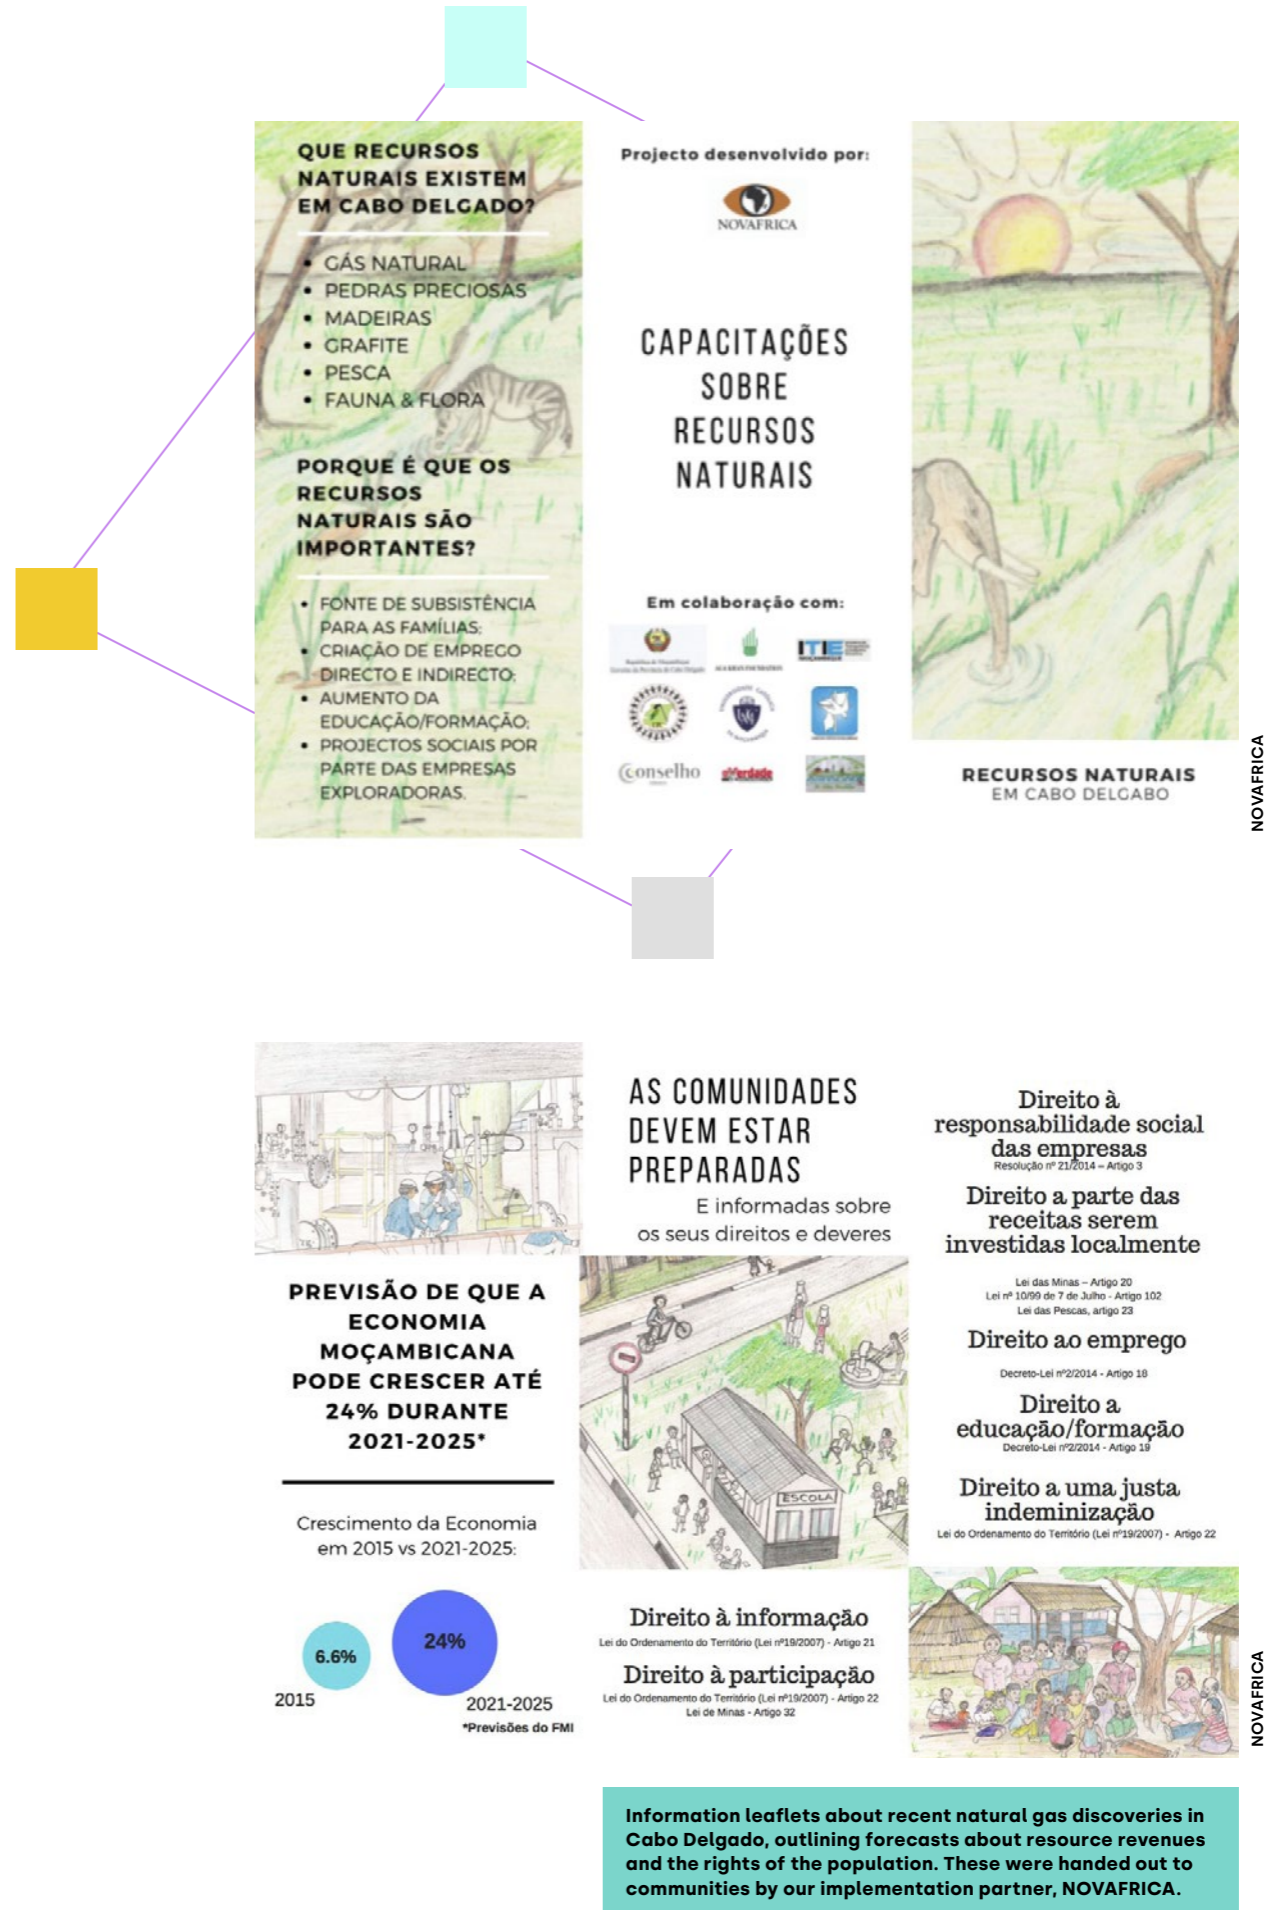 QUE RECURSOS
NATURAIS EXISTEM
EM CABO DELGADO?
• GÁS NATURAL
• PEDRAS PRECIOSAS
• MADEIRAS
• GRAFITE
• PESCA
• FAUNA & FLORA
PORQUE É QUE OS
RECURSOS
NATURAIS SÃO
IMPORTANTES?
• FONTE DE SUBSISTÊNCIA
PARA AS FAMÍLIAS;
• CRIAÇÃO DE EMPREGO
DIRECTO E INDIRECTO;
• AUMENTO DA
EDUCAÇÃO/FORMAÇÃO;
• PROJECTOS SOCIAIS POR
PARTE DAS EMPRESAS
EXPLORADORAS.
Projecto desenvolvido por:
NOVAFRICA
CAPACITAÇÕES
SOBRE
RECURSOS
NATURAIS
Em colaboração com:
AGA KHAN FOUNDATION
ITIE
Conselho
@Verdade
RECURSOS NATURAIS
EM CABO DELGABO
NOVAFRICA
PREVISÃO DE QUE A
ECONOMIA
MOÇAMBICANA
PODE CRESCER ATÉ
24% DURANTE
2021-2025*
Crescimento da Economia
em 2015 vs 2021-2025:
6.6%
24%
2015
2021-2025
*Previsões do FMI
AS COMUNIDADES
DEVEM ESTAR
PREPARADAS
E informadas sobre
os seus direitos e deveres
ESCOLA
Direito à informação
Lei do Ordenamento do Território (Lei nº19/2007) - Artigo 21
Direito à participação
Lei do Ordenamento do Território (Lei nº19/2007) - Artigo 22
Lei de Minas - Artigo 32
Direito à
responsabilidade social
das empresas
Resolução nº 21/2014 – Artigo 3
Direito a parte das
receitas serem
investidas localmente
Lei das Minas – Artigo 20
Lei nº 10/99 de 7 de Julho - Artigo 102
Lei das Pescas, artigo 23
Direito ao emprego
Decreto-Lei nº2/2014 - Artigo 18
Direito a
educação/formação
Decreto-Lei nº2/2014 - Artigo 19
Direito a uma justa
indeminização
Lei do Ordenamento do Território (Lei nº19/2007) - Artigo 22
NOVAFRICA
Information leaflets about recent natural gas discoveries in
Cabo Delgado, outlining forecasts about resource revenues
and the rights of the population. These were handed out to
communities by our implementation partner, NOVAFRICA.